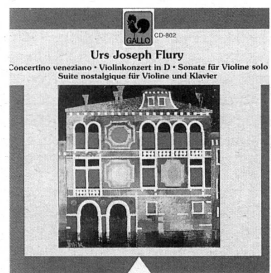 GALLO
CD-802
Urs Joseph Flury
Concertino veneziano • Violinkonzert in D • Sonate für Violine solo
Suite nostalgique für Violine und Klavier